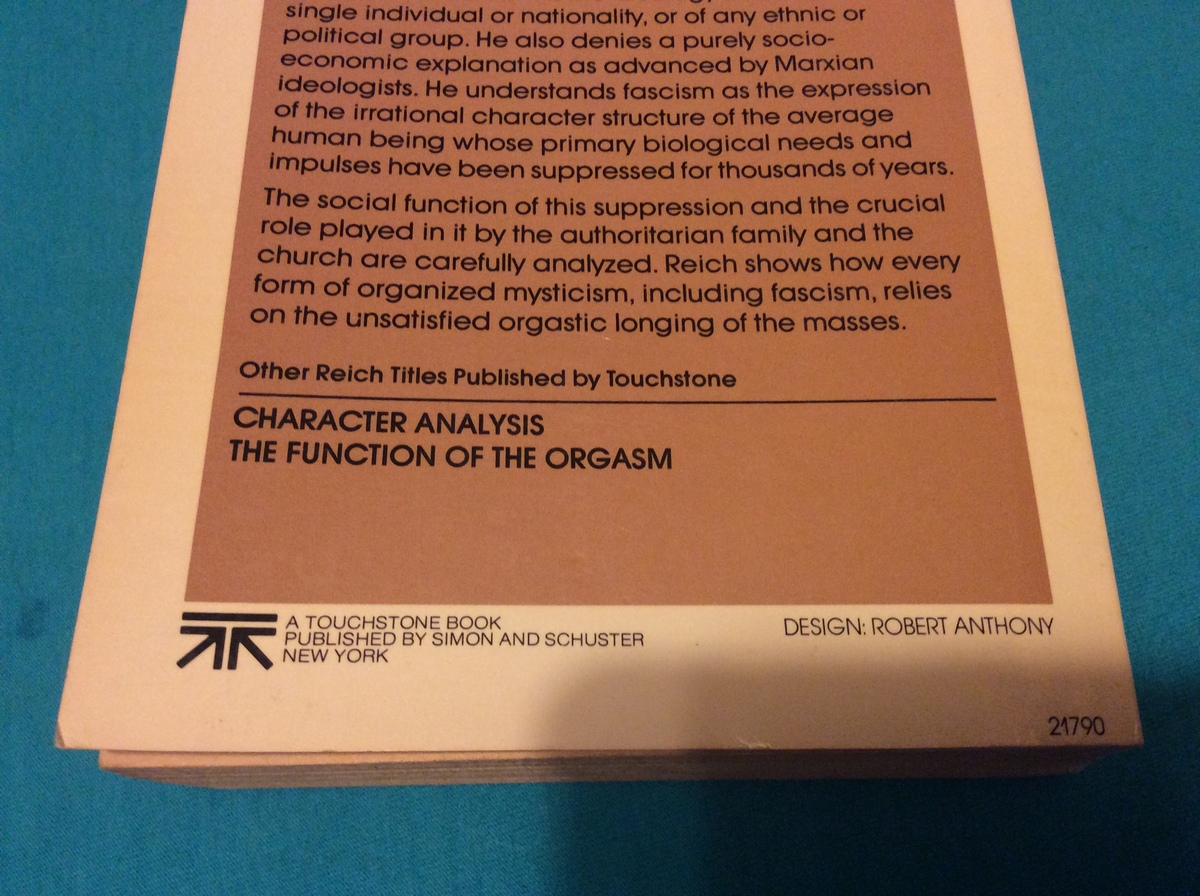 single individual or nationality, or of any ethnic or
political group. He also denies a purely socio-
economic explanation as advanced by Marxian
ideologists. He understands fascism as the expression
of the irrational character structure of the average
human being whose primary biological needs and
impulses have been suppressed for thousands of years.
The social function of this suppression and the crucial
role played in it by the authoritarian family and the
church are carefully analyzed. Reich shows how every
form of organized mysticism, including fascism, relies
on the unsatisfied orgastic longing of the masses.
Other Reich Titles Published by Touchstone
CHARACTER ANALYSIS
THE FUNCTION OF THE ORGASM
A TOUCHSTONE BOOK
PUBLISHED BY SIMON AND SCHUSTER
NEW YORK
DESIGN: ROBERT ANTHONY
21790